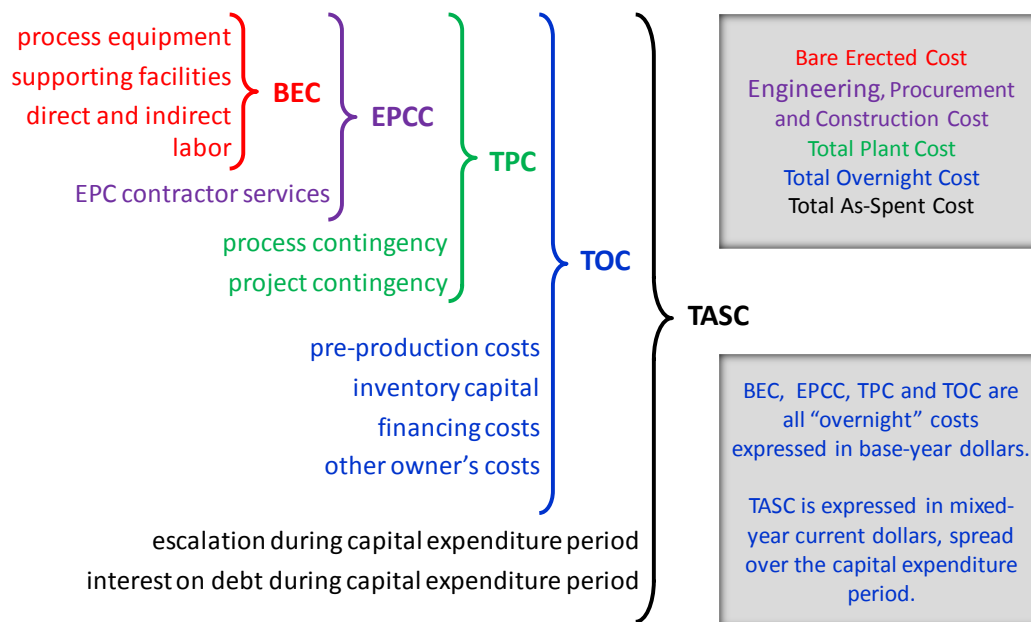 process equipment
supporting facilities
direct and indirect
labor
BEC
EPC contractor services
EPCC
process contingency
project contingency
TPC
pre-production costs
inventory capital
financing costs
other owner’s costs
TOC
escalation during capital expenditure period
interest on debt during capital expenditure period
TASC
Bare Erected Cost
Engineering, Procurement
and Construction Cost
Total Plant Cost
Total Overnight Cost
Total As-Spent Cost
BEC, EPCC, TPC and TOC are
all “overnight” costs
expressed in base-year dollars.
TASC is expressed in mixed-
year current dollars, spread
over the capital expenditure
period.